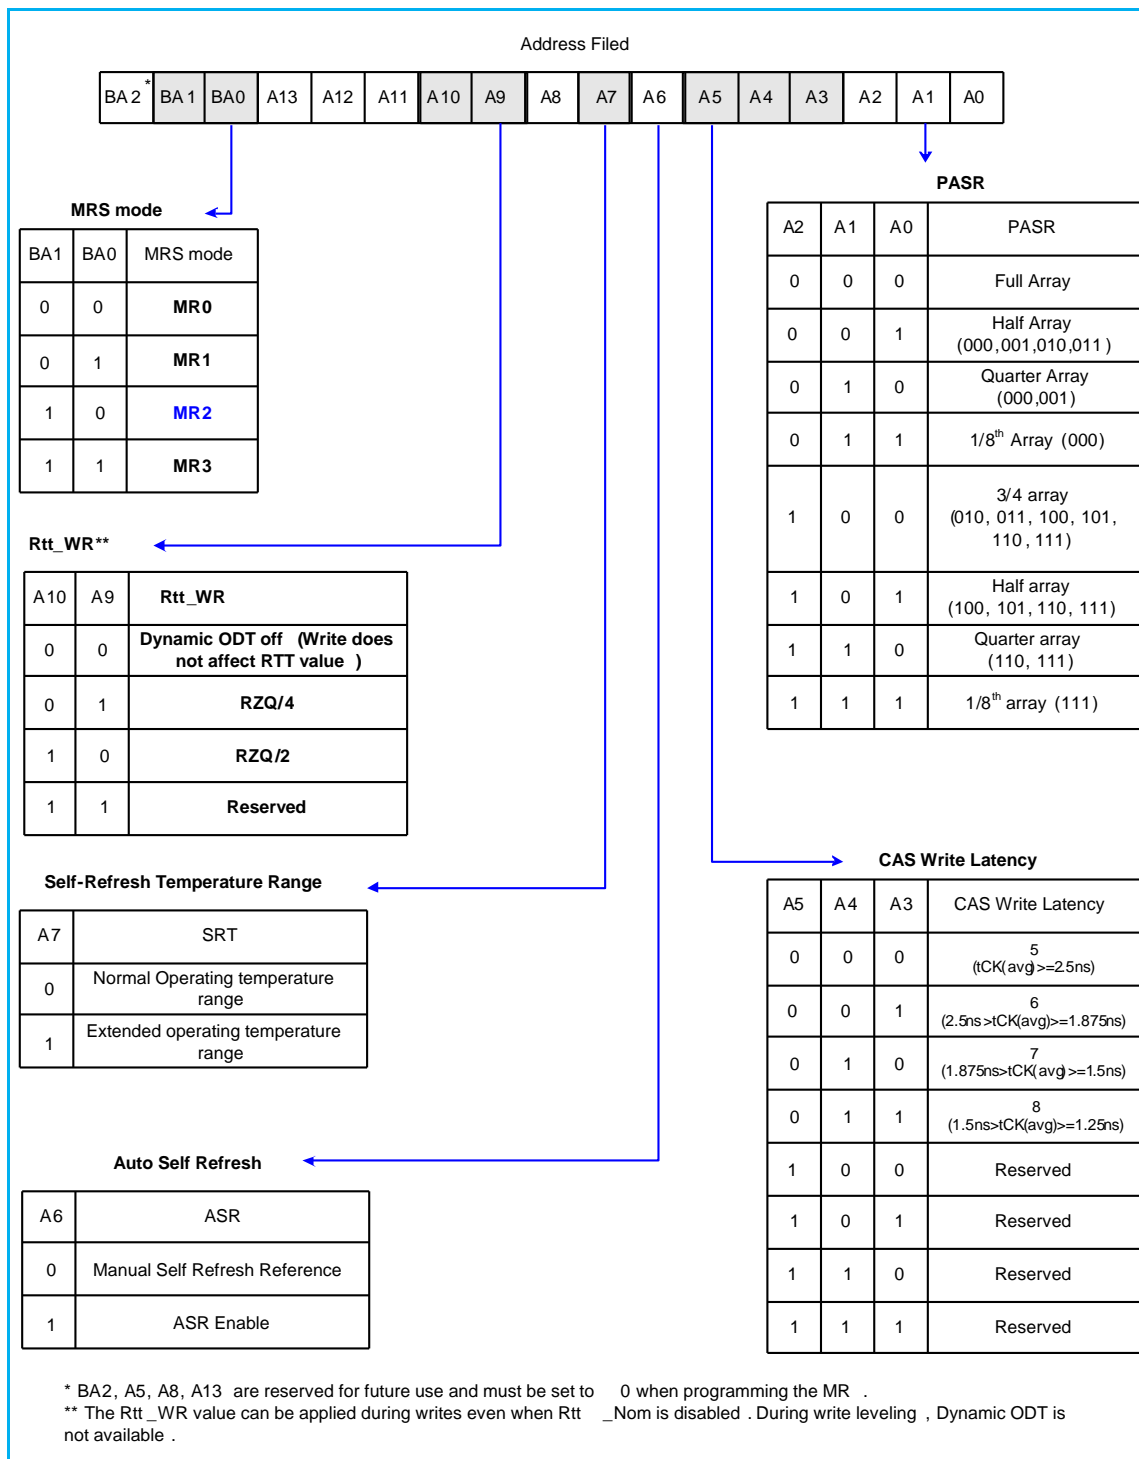 Address Filed
BA2* BA1 BA0 A13 A12 A11 A10 A9 A8 A7 A6 A5 A4 A3 A2 A1 A0
MRS mode
BA1 BA0 MRS mode
0 0 MR0
0 1 MR1
1 0 MR2
1 1 MR3
Rtt_WR**
A10 A9 Rtt_WR
0 0 Dynamic ODT off (Write does
not affect RTT value )
0 1 RZQ/4
1 0 RZQ/2
1 1 Reserved
Self-Refresh Temperature Range
A7 SRT
0 Normal Operating temperature
range
1 Extended operating temperature
range
Auto Self Refresh
A6 ASR
0 Manual Self Refresh Reference
1 ASR Enable
PASR
A2 A1 A0 PASR
0 0 0 Full Array
0 0 1 Half Array
(000,001,010,011)
0 1 0 Quarter Array
(000,001)
0 1 1 1/8th Array (000)
1 0 0 3/4 array
(010, 011, 100, 101,
110, 111)
1 0 1 Half array
(100, 101, 110, 111)
1 1 0 Quarter array
(110, 111)
1 1 1 1/8th array (111)
CAS Write Latency
A5 A4 A3 CAS Write Latency
0 0 0 5
(tCK(avg)>=2.5ns)
0 0 1 6
(2.5ns>tCK(avg)>=1.875ns)
0 1 0 7
(1.875ns>tCK(avg)>=1.5ns)
0 1 1 8
(1.5ns>tCK(avg)>=1.25ns)
1 0 0 Reserved
1 0 1 Reserved
1 1 0 Reserved
1 1 1 Reserved
* BA2, A5, A8, A13 are reserved for future use and must be set to 0 when programming the MR .
** The Rtt_WR value can be applied during writes even when Rtt _Nom is disabled . During write leveling , Dynamic ODT is
not available .